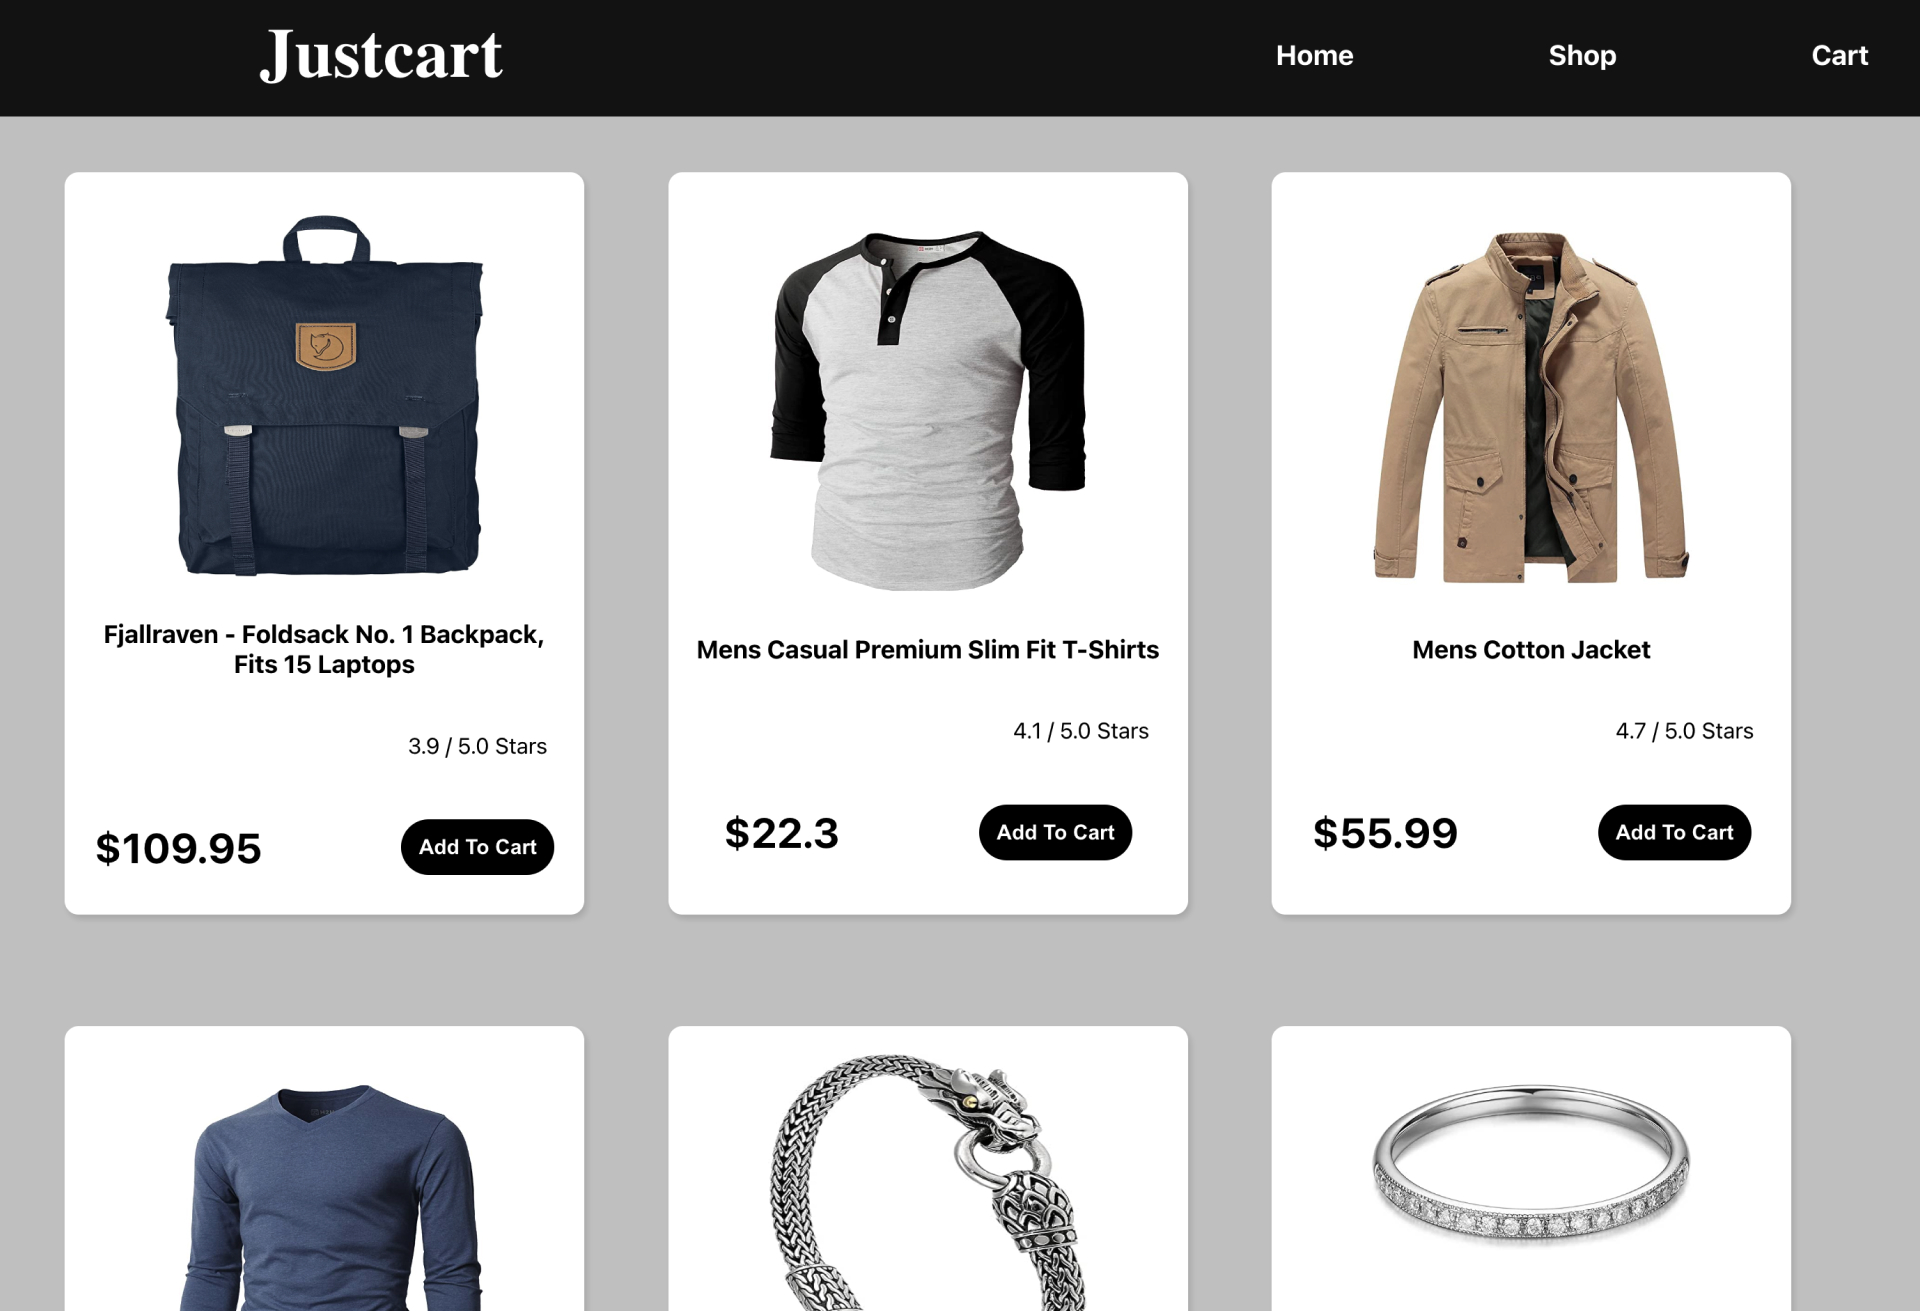 Justcart
Home
Shop
Cart
Fjallraven - Foldsack No. 1 Backpack,
Fits 15 Laptops
3.9 / 5.0 Stars
$109.95
Add To Cart
Mens Casual Premium Slim Fit T-Shirts
4.1 / 5.0 Stars
$22.3
Add To Cart
Mens Cotton Jacket
4.7 / 5.0 Stars
$55.99
Add To Cart